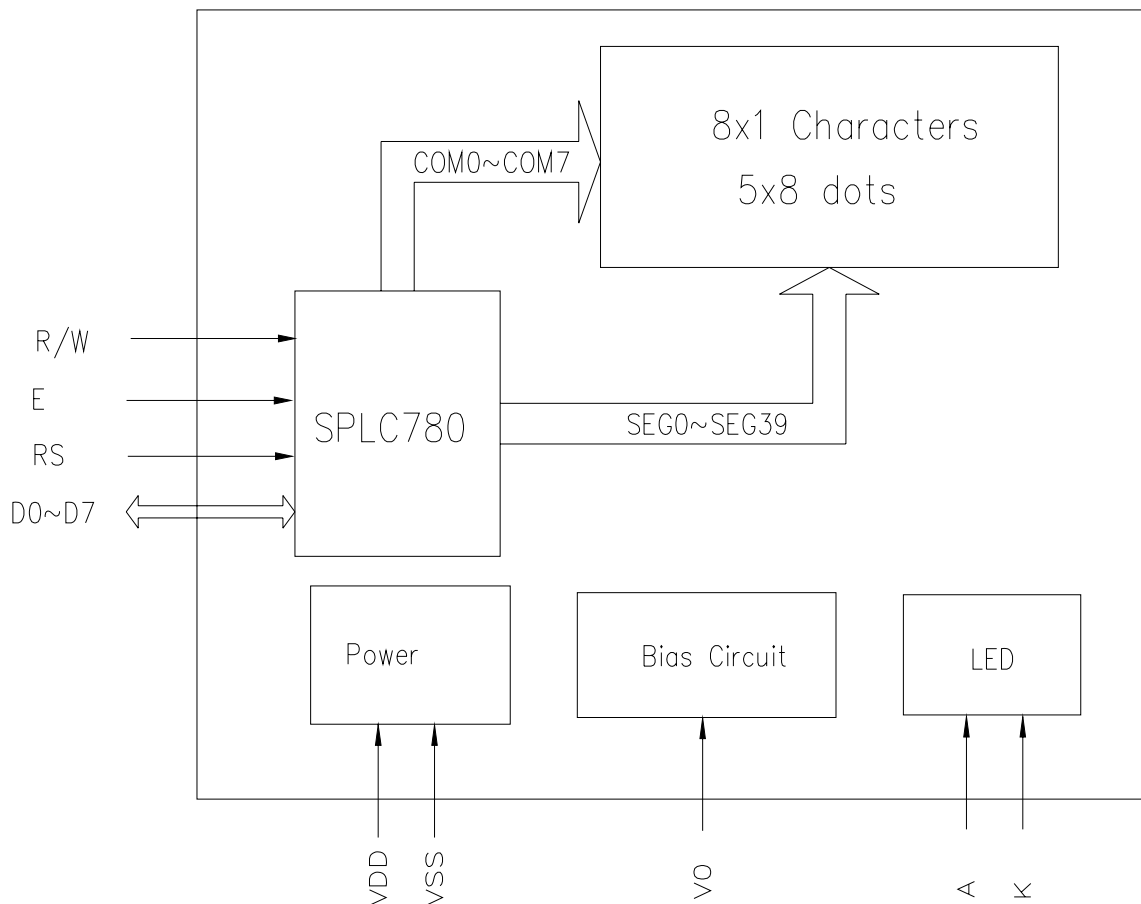 8x1 Characters
5x8 dots
COM0~COM7
R/W
E
RS
D0~D7
SPLC780
SEG0~SEG39
Power
Bias Circuit
LED
VDD
VSS
VO
A
K